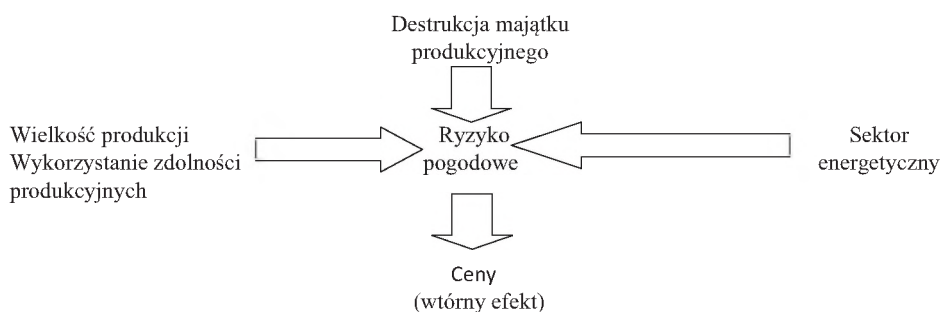 Destrukcja majątku
produkcyjnego
Wielkość produkcji
Wykorzystanie zdolności
produkcyjnych
Ryzyko
pogodowe
Sektor
energetyczny
Ceny
(wtórny efekt)